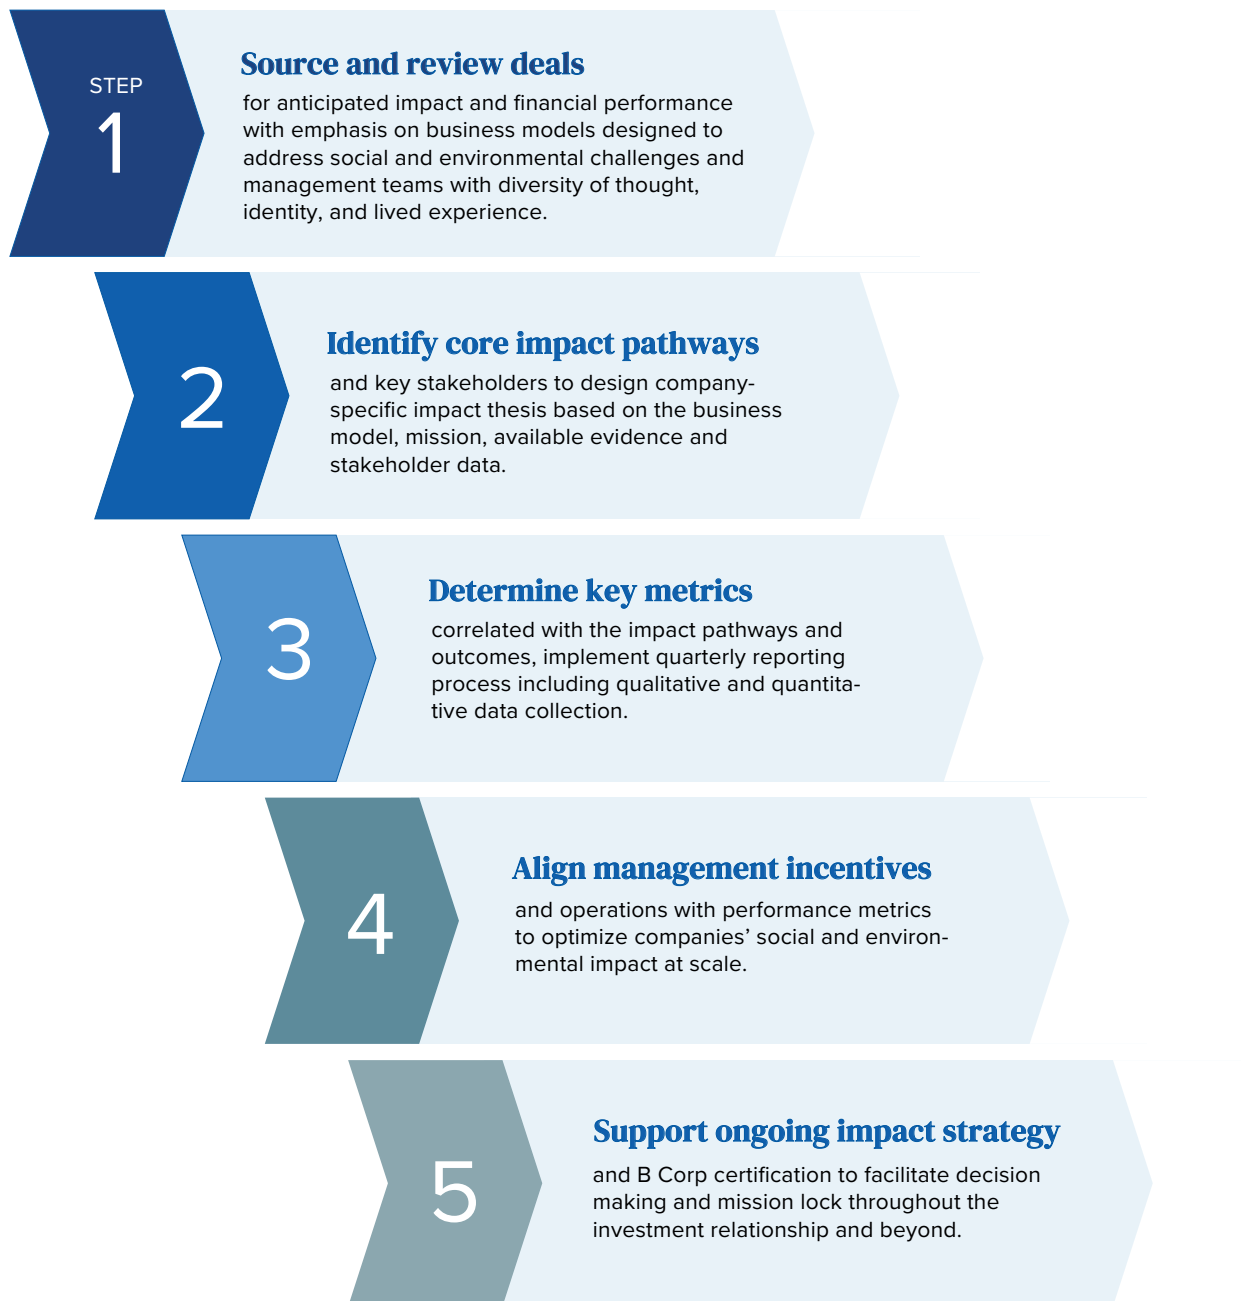 STEP
1
Source and review deals
for anticipated impact and financial performance
with emphasis on business models designed to
address social and environmental challenges and
management teams with diversity of thought,
identity, and lived experience.
2
Identify core impact pathways
and key stakeholders to design company-
specific impact thesis based on the business
model, mission, available evidence and
stakeholder data.
3
Determine key metrics
correlated with the impact pathways and
outcomes, implement quarterly reporting
process including qualitative and quantita-
tive data collection.
4
Align management incentives
and operations with performance metrics
to optimize companies’ social and environ-
mental impact at scale.
5
Support ongoing impact strategy
and B Corp certification to facilitate decision
making and mission lock throughout the
investment relationship and beyond.